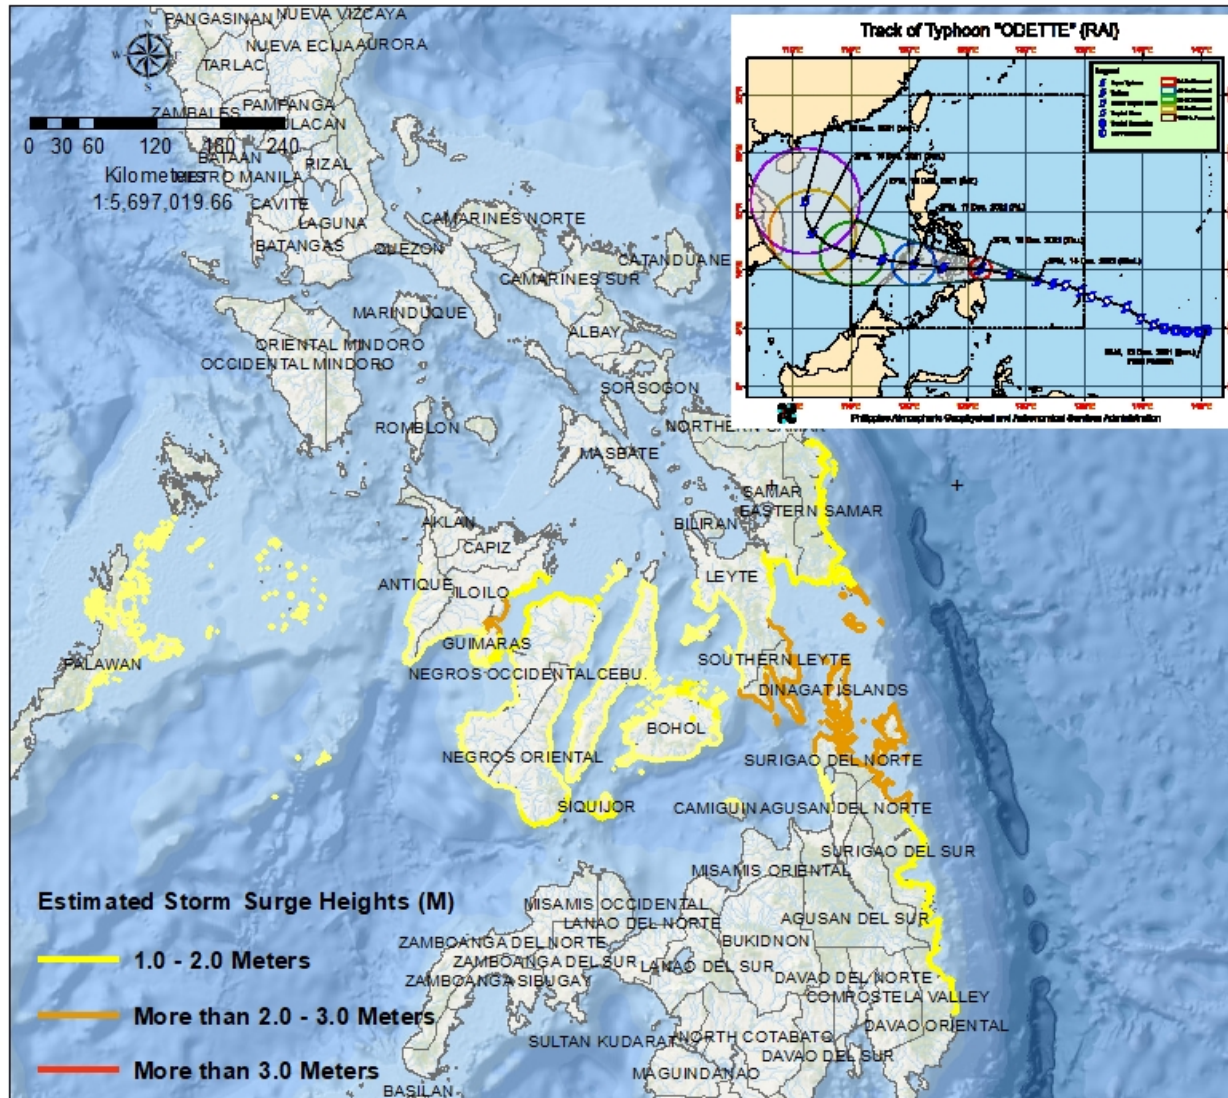 PANGASINAN
NUEVA VIZCAYA
NUEVA ECIJA
AURORA
TARLAC
ZAMBALES
PAMPANGA
BATAAN
RIZAL
METRO MANILA
CAVITE
LAGUNA
BATANGAS
QUEZON
0 30 60 120 180 240
Kilometers
1:5,697,019.66
N
W
S
Track of Typhoon "ODETTE" (RAI)
Legend
Philippine Atmospheric Geophysical and Astronomical Services Administration
CAMARINES NORTE
CATANDUANE
CAMARINES SUR
MARINDUQUE
ALBAY
ORIENTAL MINDORO
OCCIDENTAL MINDORO
SORSOGON
ROMBLON
NORTHERN SAMAR
MASBATE
SAMAR
EASTERN SAMAR
AKLAN
BILIRAN
CAPIZ
ANTIQUE
ILOILO
LEYTE
GUIMARAS
PALAWAN
SOUTHERN LEYTE
NEGROS OCCIDENTAL
CEBU
DINAGAT ISLANDS
BOHOL
NEGROS ORIENTAL
SURIGAO DEL NORTE
SIQUIJOR
CAMIGUIN
AGUSAN DEL NORTE
SURIGAO DEL SUR
MISAMIS ORIENTAL
MISAMIS OCCIDENTAL
LANAO DEL NORTE
AGUSAN DEL SUR
ZAMBOANGA DEL NORTE
BUKIDNON
ZAMBOANGA DEL SUR
LANAO DEL SUR
ZAMBOANGA SIBUGAY
DAVAO DEL NORTE
COMPOSTELA VALLEY
DAVAO ORIENTAL
SULTAN KUDARAT
NORTH COTABATO
DAVAO DEL SUR
MAGUINDANAO
BASILAN
Estimated Storm Surge Heights (M)
1.0 - 2.0 Meters
More than 2.0 - 3.0 Meters
More than 3.0 Meters